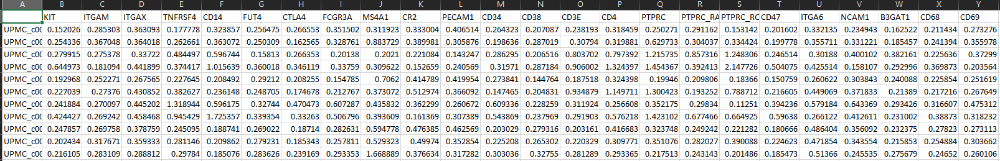 A B C D E F G H I J K L M N O P Q R S T U V W X Y
KIT ITGAM ITGAX TNFRSF4 CD14 FUT4 CTLA4 FCGR3A MS4A1 CR2 PECAM1 CD34 CD38 CD3E CD4 PTPRC PTPRC_RA PTPRC_RO CD47 ITGA6 NCAM1 B3GAT1 CD68 CD69
UPMC_c00 0.152026 0.285303 0.363093 0.177778 0.323857 0.256475 0.266553 0.351502 0.311923 0.333004 0.406514 0.264323 0.207087 0.238193 0.318459 0.250271 0.291162 0.153142 0.201602 0.332135 0.234943 0.162522 0.211434 0.273276
UPMC_c00 0.254336 0.367048 0.364018 0.262661 0.363072 0.250309 0.162565 0.328761 0.883729 0.389981 0.305876 0.198636 0.287019 0.30794 0.319881 0.629733 0.304037 0.334424 0.199778 0.355711 0.331221 0.185457 0.241394 0.355978
UPMC_c00 0.279915 0.275378 0.33722 0.484497 0.596744 0.15813 0.266353 0.20138 0.2021 0.221084 0.143247 0.286295 0.206516 0.803702 0.797392 1.215735 0.857316 1.248306 0.246514 0.30188 0.400102 0.382161 0.225636 0.37299
UPMC_c00 0.644973 0.181094 0.441899 0.374417 1.015639 0.360018 0.346119 0.33759 0.309622 0.152659 0.240569 0.31971 0.287184 0.906002 1.324397 1.454367 0.392413 2.147726 0.504075 0.425514 0.158107 0.292996 0.369873 0.203564
UPMC_c00 0.192968 0.252271 0.267565 0.227645 0.208492 0.29212 0.208255 0.154785 0.7062 0.414789 0.419954 0.273841 0.144764 0.187518 0.324398 0.19946 0.209806 0.18366 0.150759 0.260622 0.303843 0.240088 0.225854 0.251619
UPMC_c00 0.227039 0.27376 0.430852 0.382627 0.236148 0.248705 0.174678 0.212767 0.373072 0.512974 0.366092 0.147465 0.204831 0.934879 1.149711 1.300423 0.193252 0.788712 0.216605 0.449069 0.371833 0.21389 0.217216 0.267649
UPMC_c00 0.241884 0.270097 0.445202 1.318944 0.596175 0.32744 0.470473 0.607287 0.435832 0.362299 0.260672 0.609336 0.228259 0.311924 0.256608 0.352175 0.29834 0.11251 0.394236 0.579184 0.643369 0.293426 0.316607 0.475312
UPMC_c00 0.424427 0.269242 0.458468 0.945429 1.725357 0.339354 0.33263 0.506796 0.393609 0.161369 0.307389 0.543869 0.237969 0.291903 0.576218 1.423102 0.677466 0.664925 0.59638 0.266122 0.412611 0.231002 0.38873 0.318232
UPMC_c00 0.247857 0.269758 0.378759 0.245095 0.188741 0.269022 0.18714 0.282631 0.594778 0.476385 0.462569 0.203029 0.279316 0.203161 0.416683 0.323748 0.249242 0.221282 0.180666 0.486404 0.356092 0.232375 0.27823 0.273113
UPMC_c00 0.202434 0.317671 0.359333 0.281146 0.209862 0.279231 0.185343 0.257811 0.529323 0.49974 0.352854 0.225208 0.265302 0.220329 0.309771 0.351076 0.282027 0.390088 0.224623 0.471854 0.343554 0.215853 0.254884 0.303662
UPMC_c00 0.216105 0.283109 0.288812 0.29784 0.185076 0.283626 0.239169 0.293353 1.668889 0.376634 0.317282 0.303036 0.32755 0.281289 0.293365 0.217513 0.243143 0.201486 0.185473 0.51366 0.245535 0.275679 0.24652 0.260106